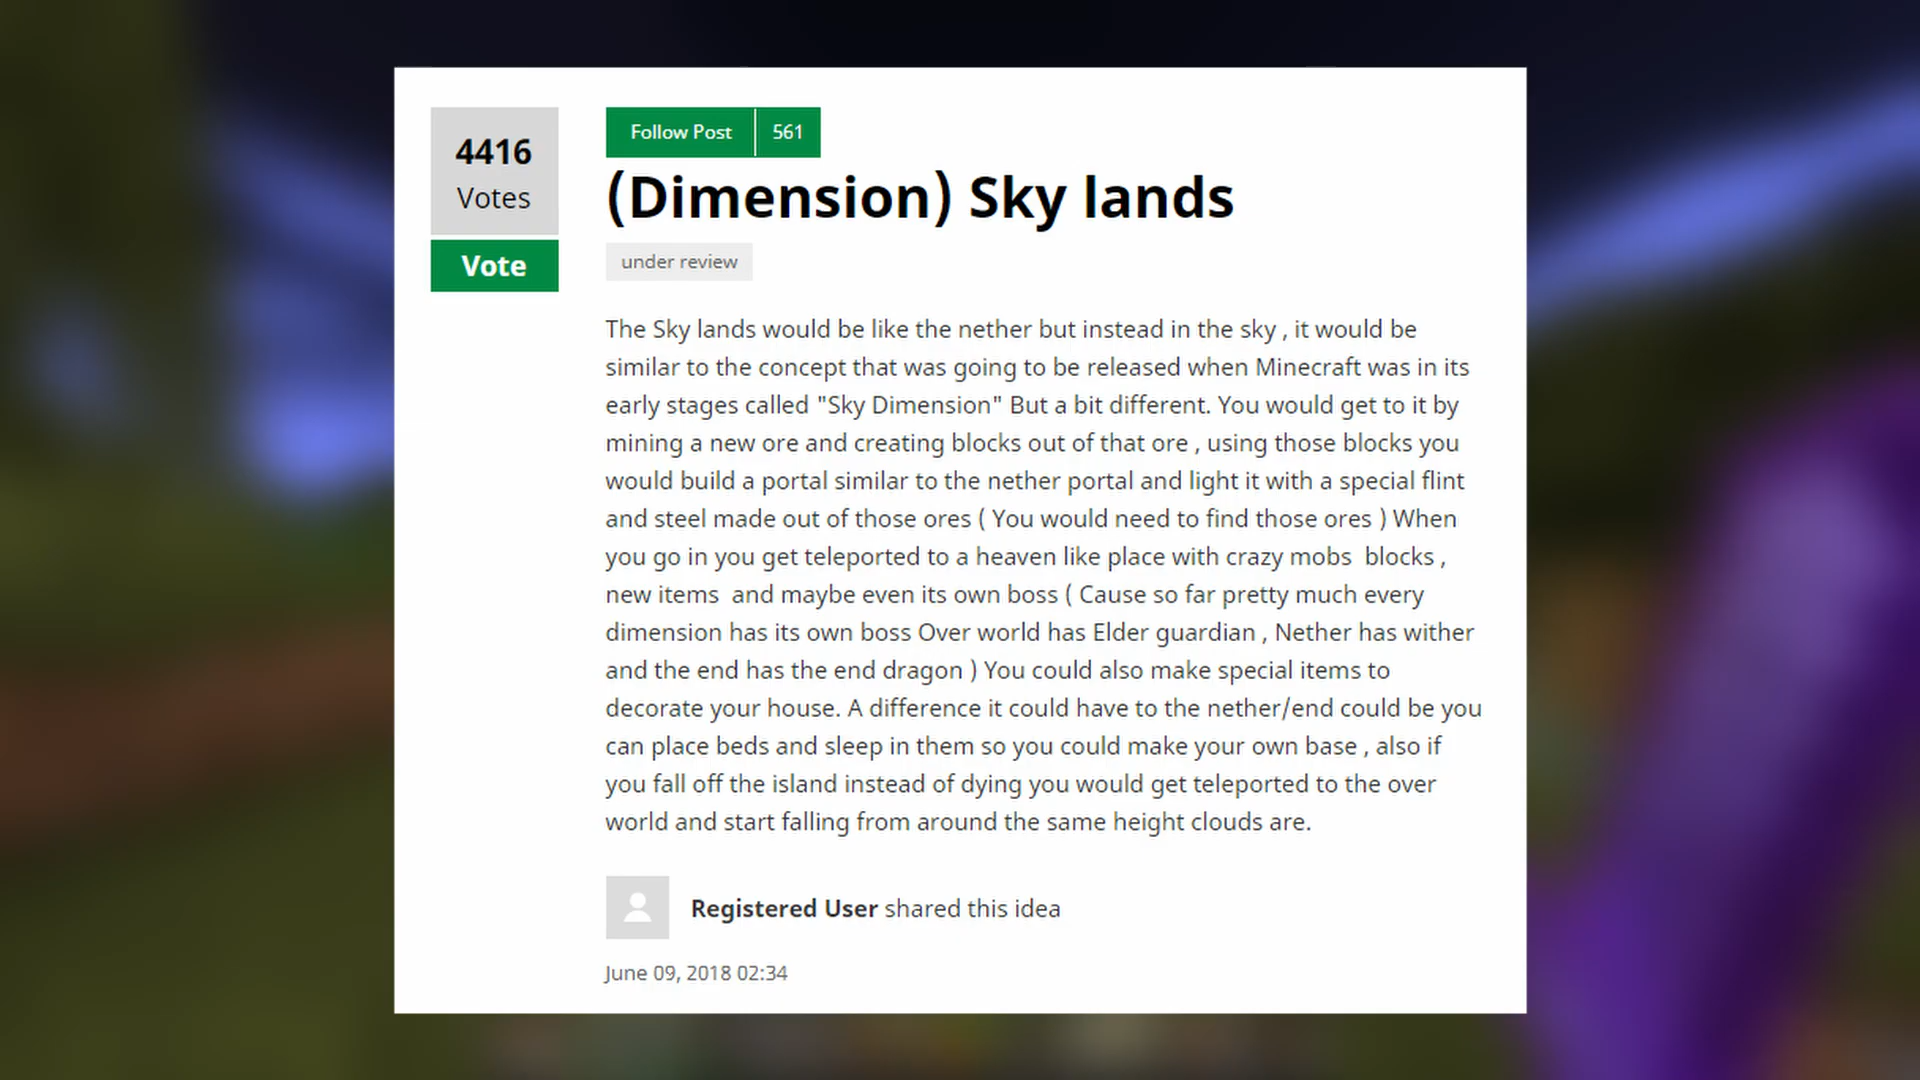 4416
Votes
Vote
Follow Post 561
(Dimension) Sky lands
under review
The Sky lands would be like the nether but instead in the sky , it would be
similar to the concept that was going to be released when Minecraft was in its
early stages called "Sky Dimension" But a bit different. You would get to it by
mining a new ore and creating blocks out of that ore , using those blocks you
would build a portal similar to the nether portal and light it with a special flint
and steel made out of those ores ( You would need to find those ores ) When
you go in you get teleported to a heaven like place with crazy mobs  blocks ,
new items  and maybe even its own boss ( Cause so far pretty much every
dimension has its own boss Over world has Elder guardian , Nether has wither
and the end has the end dragon ) You could also make special items to
decorate your house. A difference it could have to the nether/end could be you
can place beds and sleep in them so you could make your own base , also if
you fall off the island instead of dying you would get teleported to the over
world and start falling from around the same height clouds are.
Registered User shared this idea
June 09, 2018 02:34